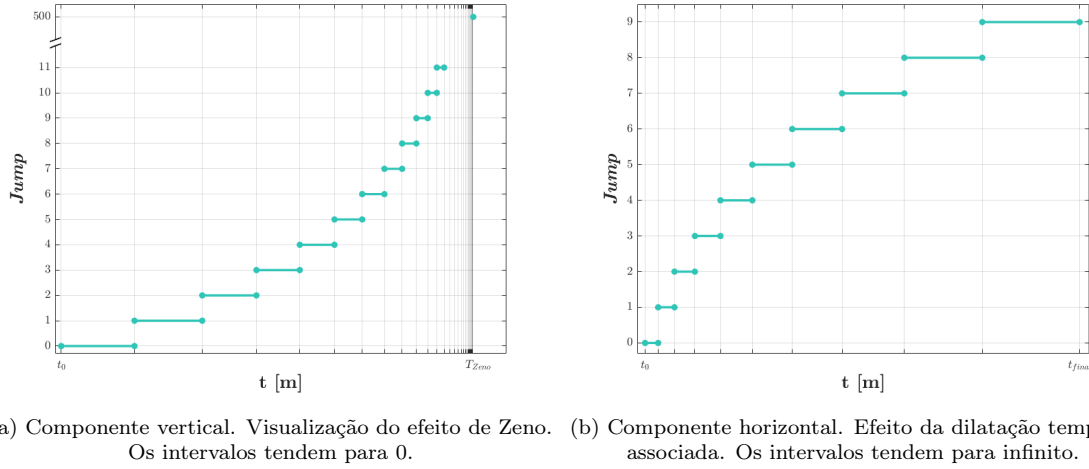 500
11
10
9
8
7
6
5
4
3
2
1
0
Jump
t0
TZeno
t [m]
9
8
7
6
5
4
3
2
1
0
Jump
t0
tfina
t [m]
a) Componente vertical. Visualização do efeito de Zeno.
Os intervalos tendem para 0.
(b) Componente horizontal. Efeito da dilatação temp
associada. Os intervalos tendem para infinito.